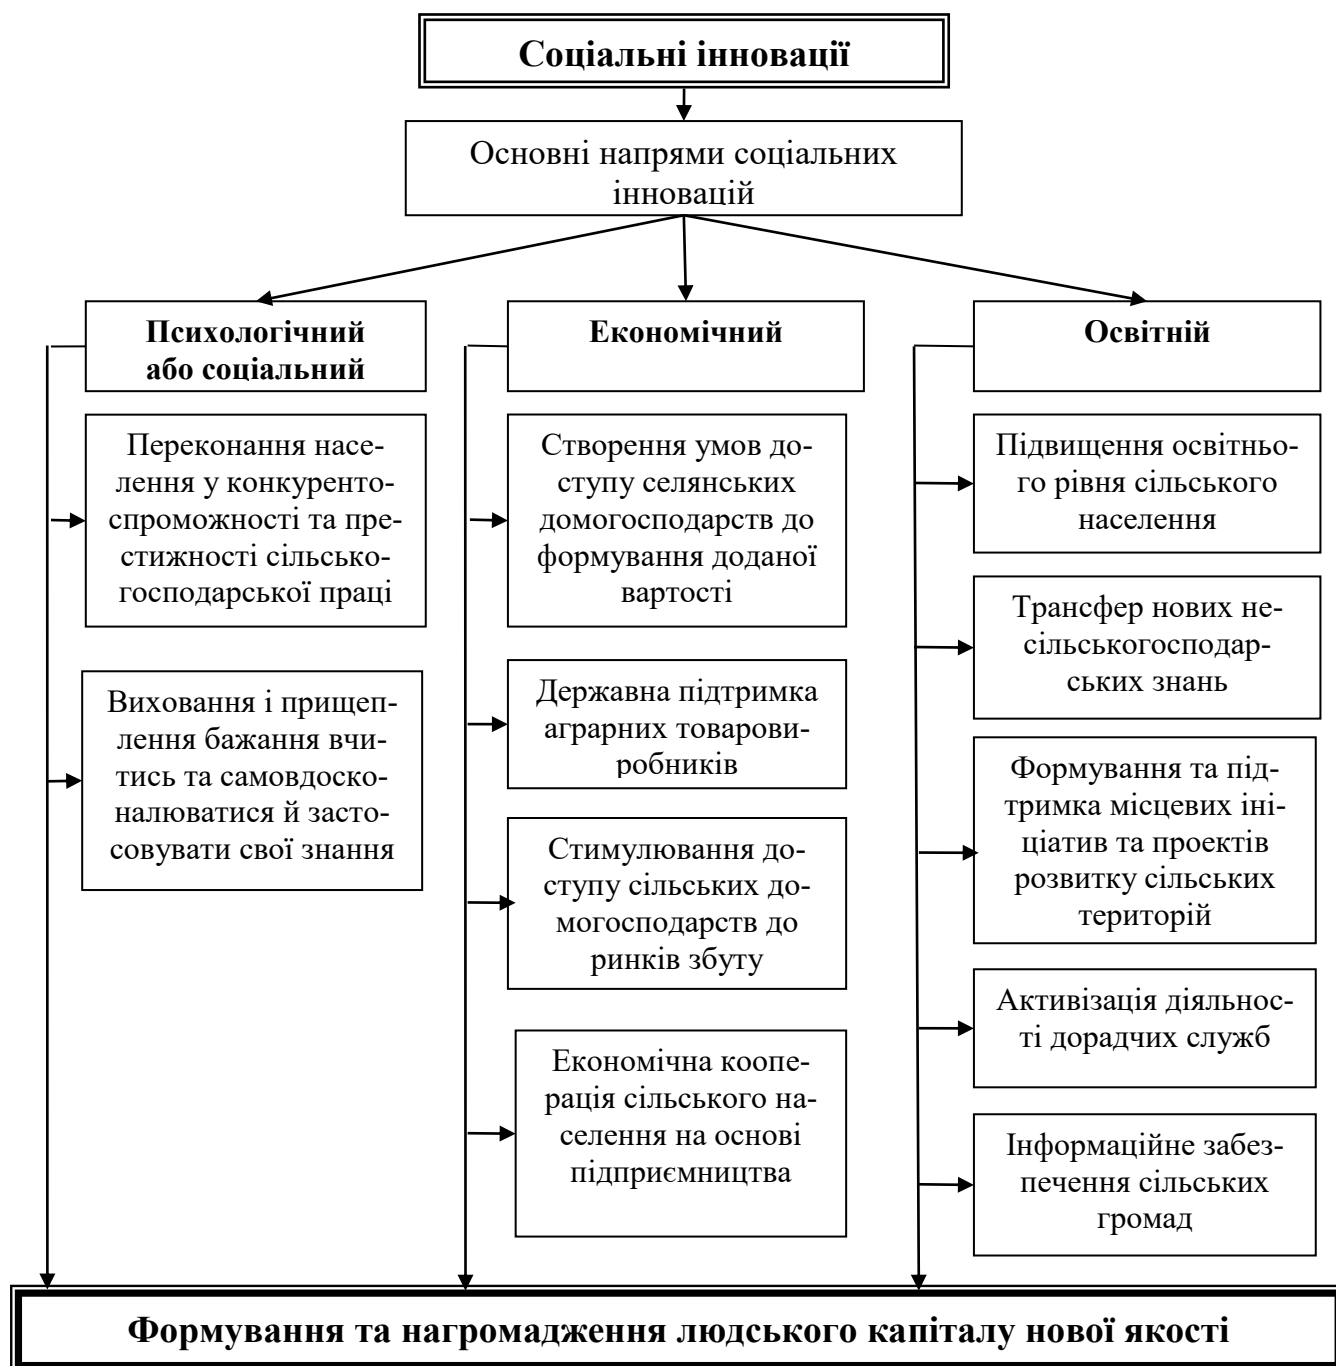 Соціальні інновації
Основні напрями соціальних
інновацій
Психологічний
або соціальний
Переконання насе-
лення у конкуренто-
спроможності та пре-
стижності сільсько-
господарської праці
Виховання і прищеп-
лення бажання вчи-
тись та самовдоско-
налюватися й засто-
совувати свої знання
Економічний
Створення умов до-
ступу селянських
домогосподарств до
формування доданої
вартості
Державна підтримка
аграрних товарови-
робників
Стимулювання до-
ступу сільських до-
могосподарств до
ринків збуту
Економічна коопе-
рація сільського на-
селення на основі
підприємництва
Освітній
Підвищення освітньо-
го рівня сільського
населення
Трансфер нових не-
сільськогосподар-
ських знань
Формування та під-
тримка місцевих іні-
ціатив та проектів
розвитку сільських
територій
Активізація діяльнос-
ті дорадчих служб
Інформаційне забез-
печення сільських
громад
Формування та нагромадження людського капіталу нової якості